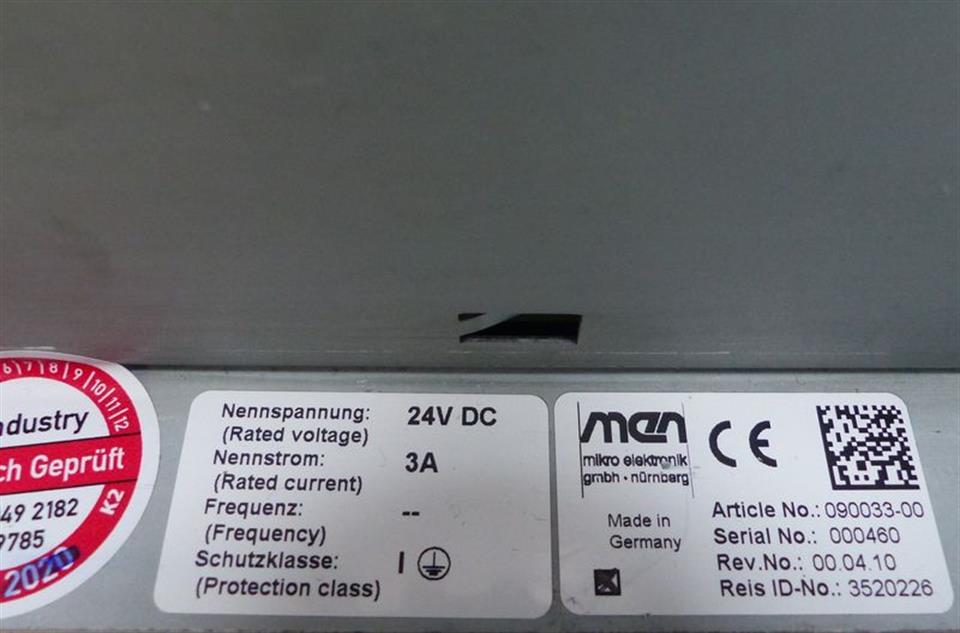 6 7 8 9 10 11 12
ndustry
ch Geprüft
K2
49 2182
9785
2020
Nennspannung: 24V DC
(Rated voltage)
Nennstrom: 3A
(Rated current)
Frequenz: --
(Frequency)
Schutzklasse: I
(Protection class)
men
mikro elektronik
gmbh · nürnberg
CE
Made in
Germany
Article No.: 090033-00
Serial No.: 000460
Rev.No.: 00.04.10
Reis ID-No.: 3520226